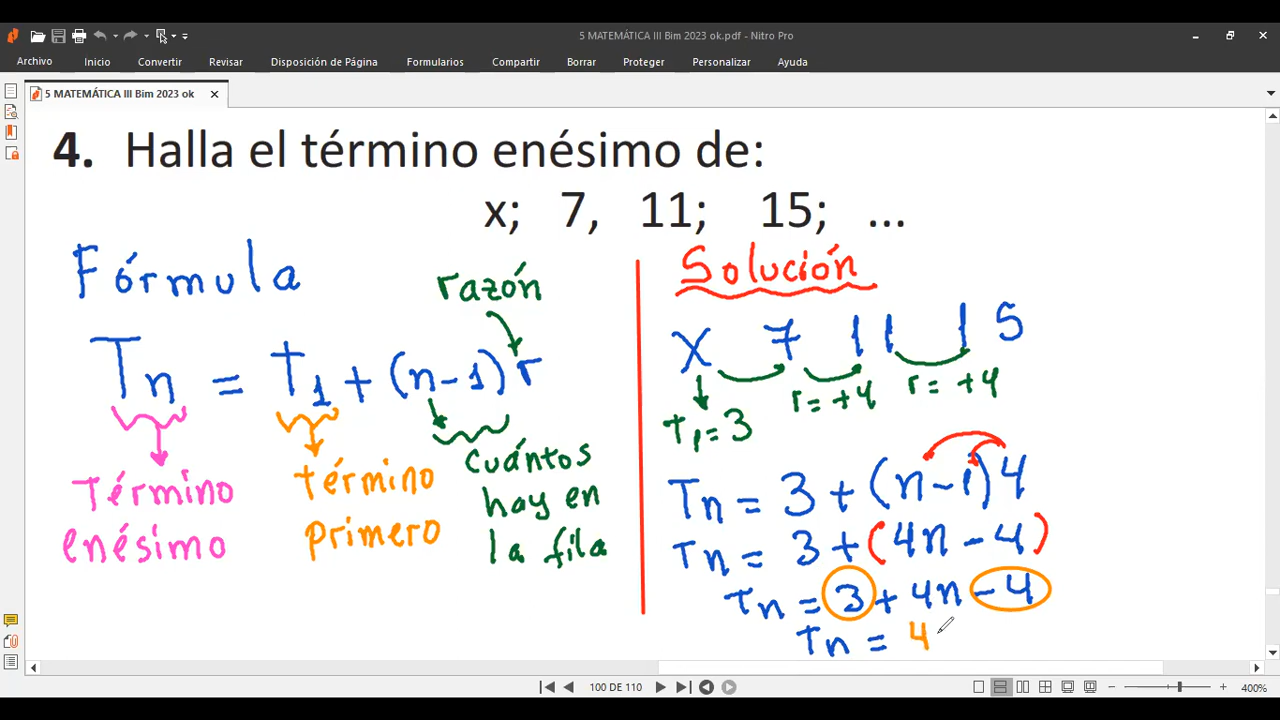 5 MATEMÁTICA III Bim 2023 ok.pdf - Nitro Pro
Archivo Inicio Convertir Revisar Disposición de Página Formularios Compartir Borrar Proteger Personalizar Ayuda
5 MATEMÁTICA III Bim 2023 ok
4. Halla el término enésimo de:
x; 7, 11; 15; ...
Fórmula
razón
Tn = t1 + (n-1) r
Término
enésimo
término
primero
cuántos
hay en
la fila
Solución
X 7 11 15
r= +4 r= +4
T1= 3
Tn = 3 + (n-1) 4
Tn = 3 + (4n - 4)
Tn = 3 + 4n - 4
Tn = 4
100 DE 110
400%